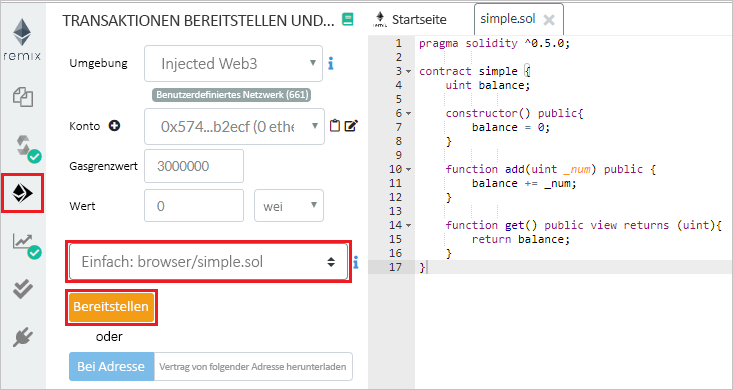 remix
TRANSAKTIONEN BEREITSTELLEN UND...
Umgebung
Injected Web3
Benutzerdefiniertes Netzwerk (661)
Konto
0x574...b2ecf (0 ethe
Gasgrenzwert
3000000
Wert
0
wei
Einfach: browser/simple.sol
Bereitstellen
oder
Bei Adresse
Vertrag von folgender Adresse herunterladen
remix
Startseite
simple.sol
1 pragma solidity ^0.5.0;
2
3 contract simple {
4     uint balance;
5
6     constructor() public{
7         balance = 0;
8     }
9
10     function add(uint _num) public {
11         balance += _num;
12     }
13
14     function get() public view returns (uint){
15         return balance;
16     }
17 }